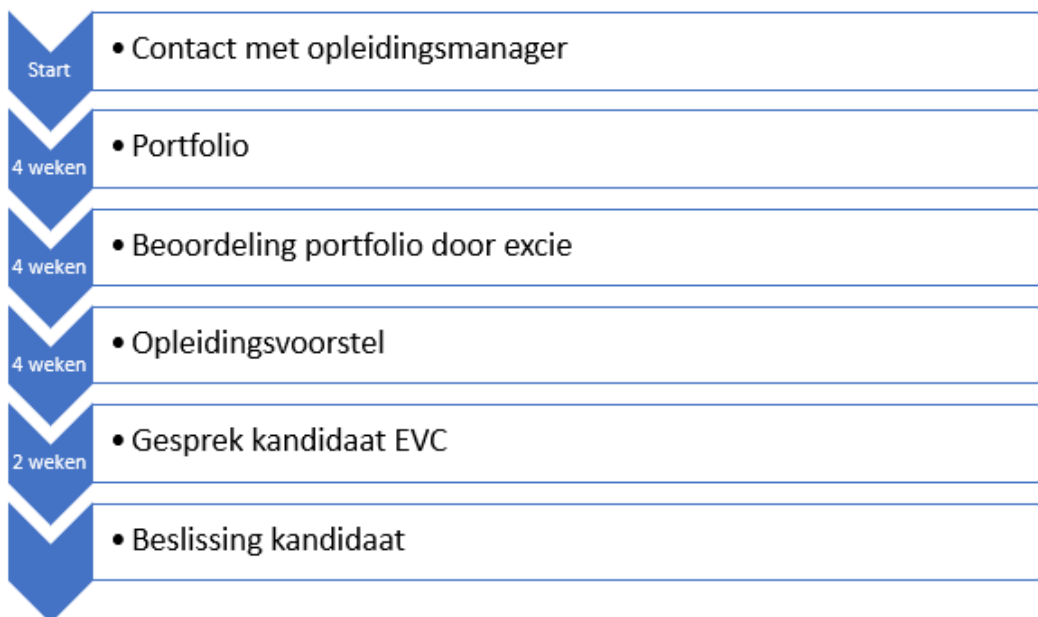 Start
• Contact met opleidingsmanager
4 weken
• Portfolio
4 weken
• Beoordeling portfolio door excie
4 weken
• Opleidingsvoorstel
2 weken
• Gesprek kandidaat EVC
• Beslissing kandidaat